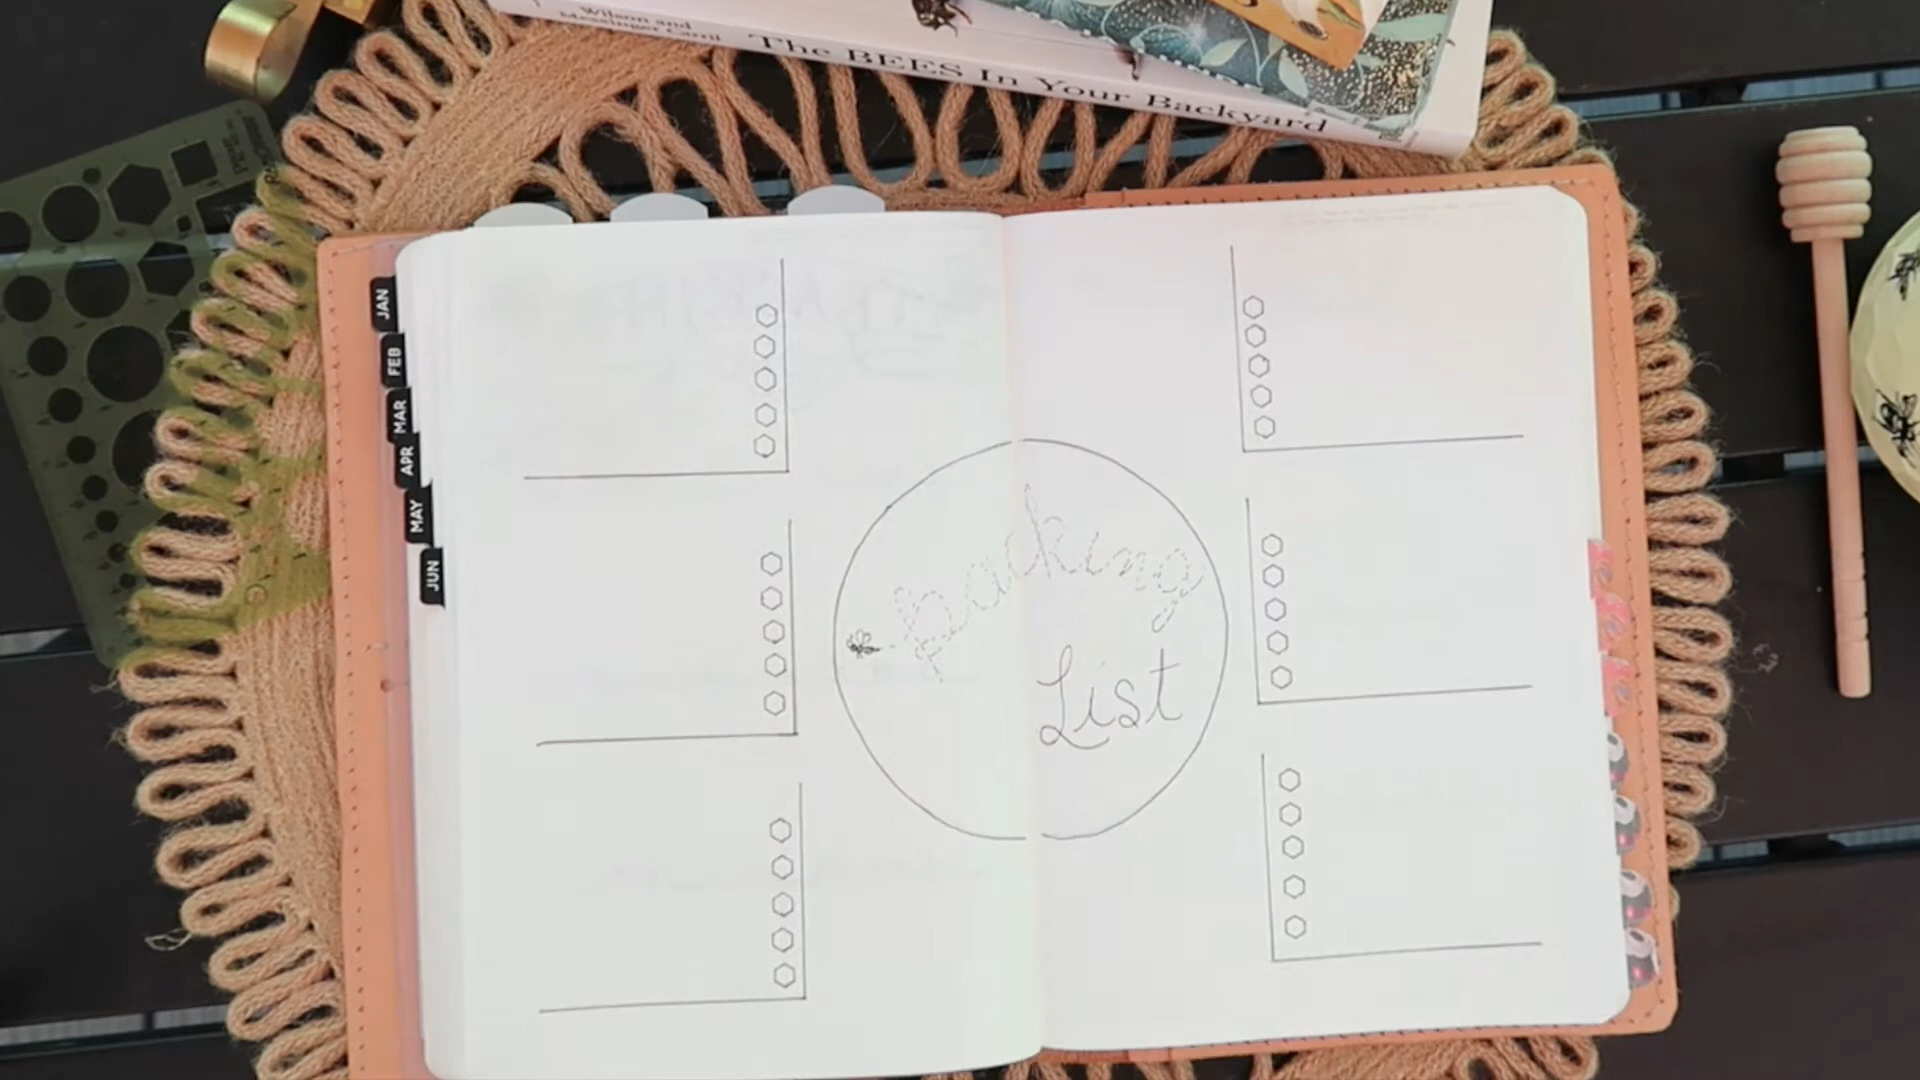 Wilson and
Messinger Carril
The BEES In Your Backyard
JAN
FEB
MAR
APR
MAY
JUN
packing
List